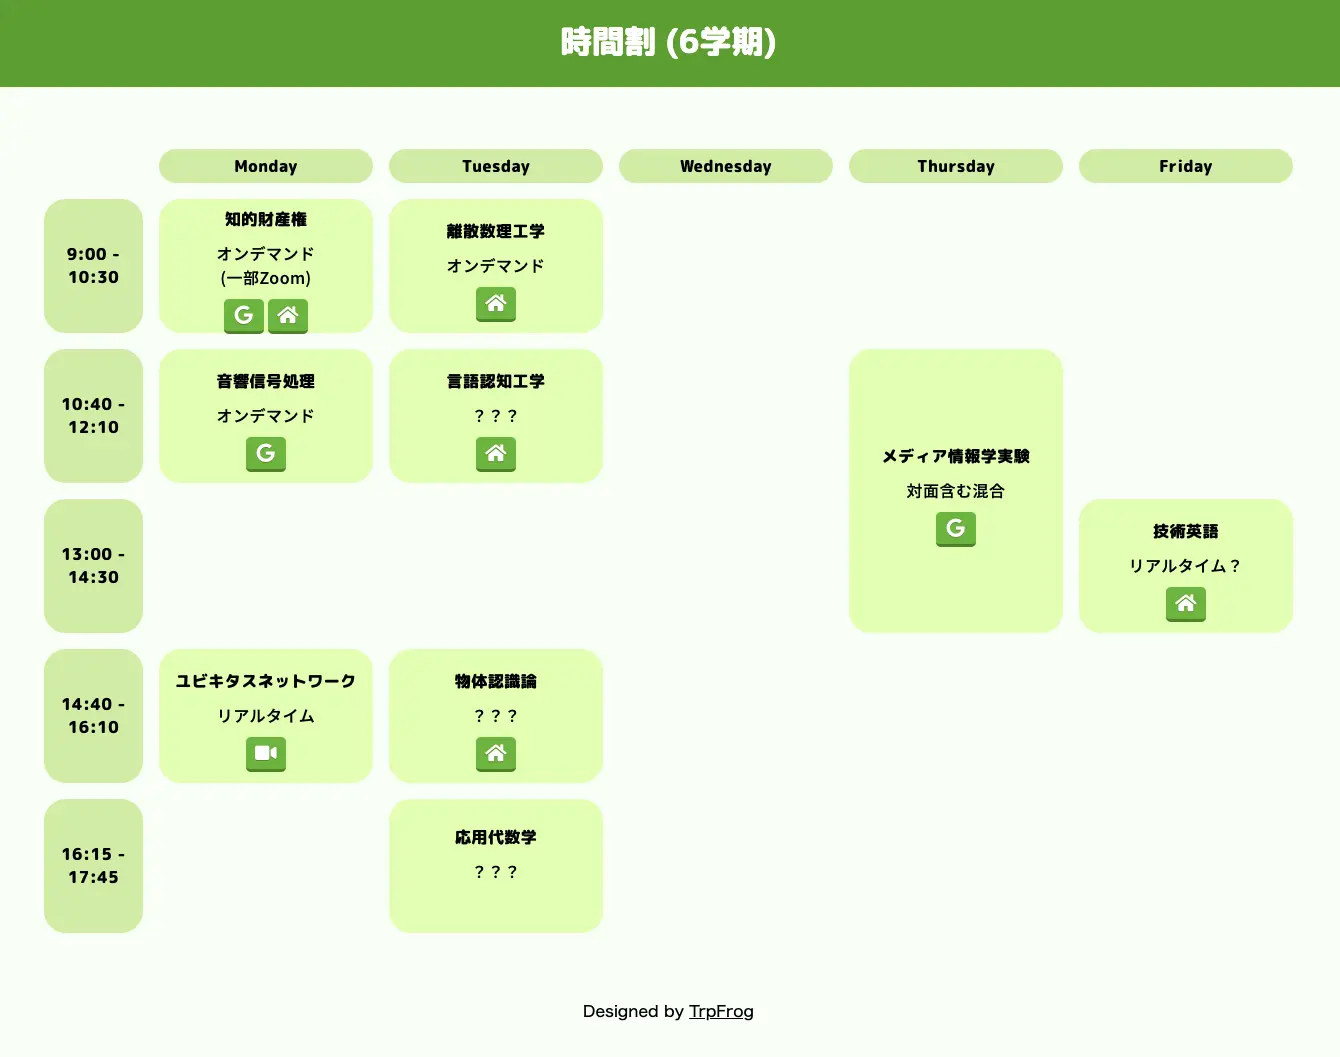 時間割 (6学期)
Monday
Tuesday
Wednesday
Thursday
Friday
9:00 -
10:30
知的財産権
オンデマンド
(一部Zoom)
G
離散数理工学
オンデマンド
10:40 -
12:10
音響信号処理
オンデマンド
G
言語認知工学
？？？
メディア情報学実験
対面含む混合
G
13:00 -
14:30
技術英語
リアルタイム？
14:40 -
16:10
ユビキタスネットワーク
リアルタイム
物体認識論
？？？
16:15 -
17:45
応用代数学
？？？
Designed by TrpFrog